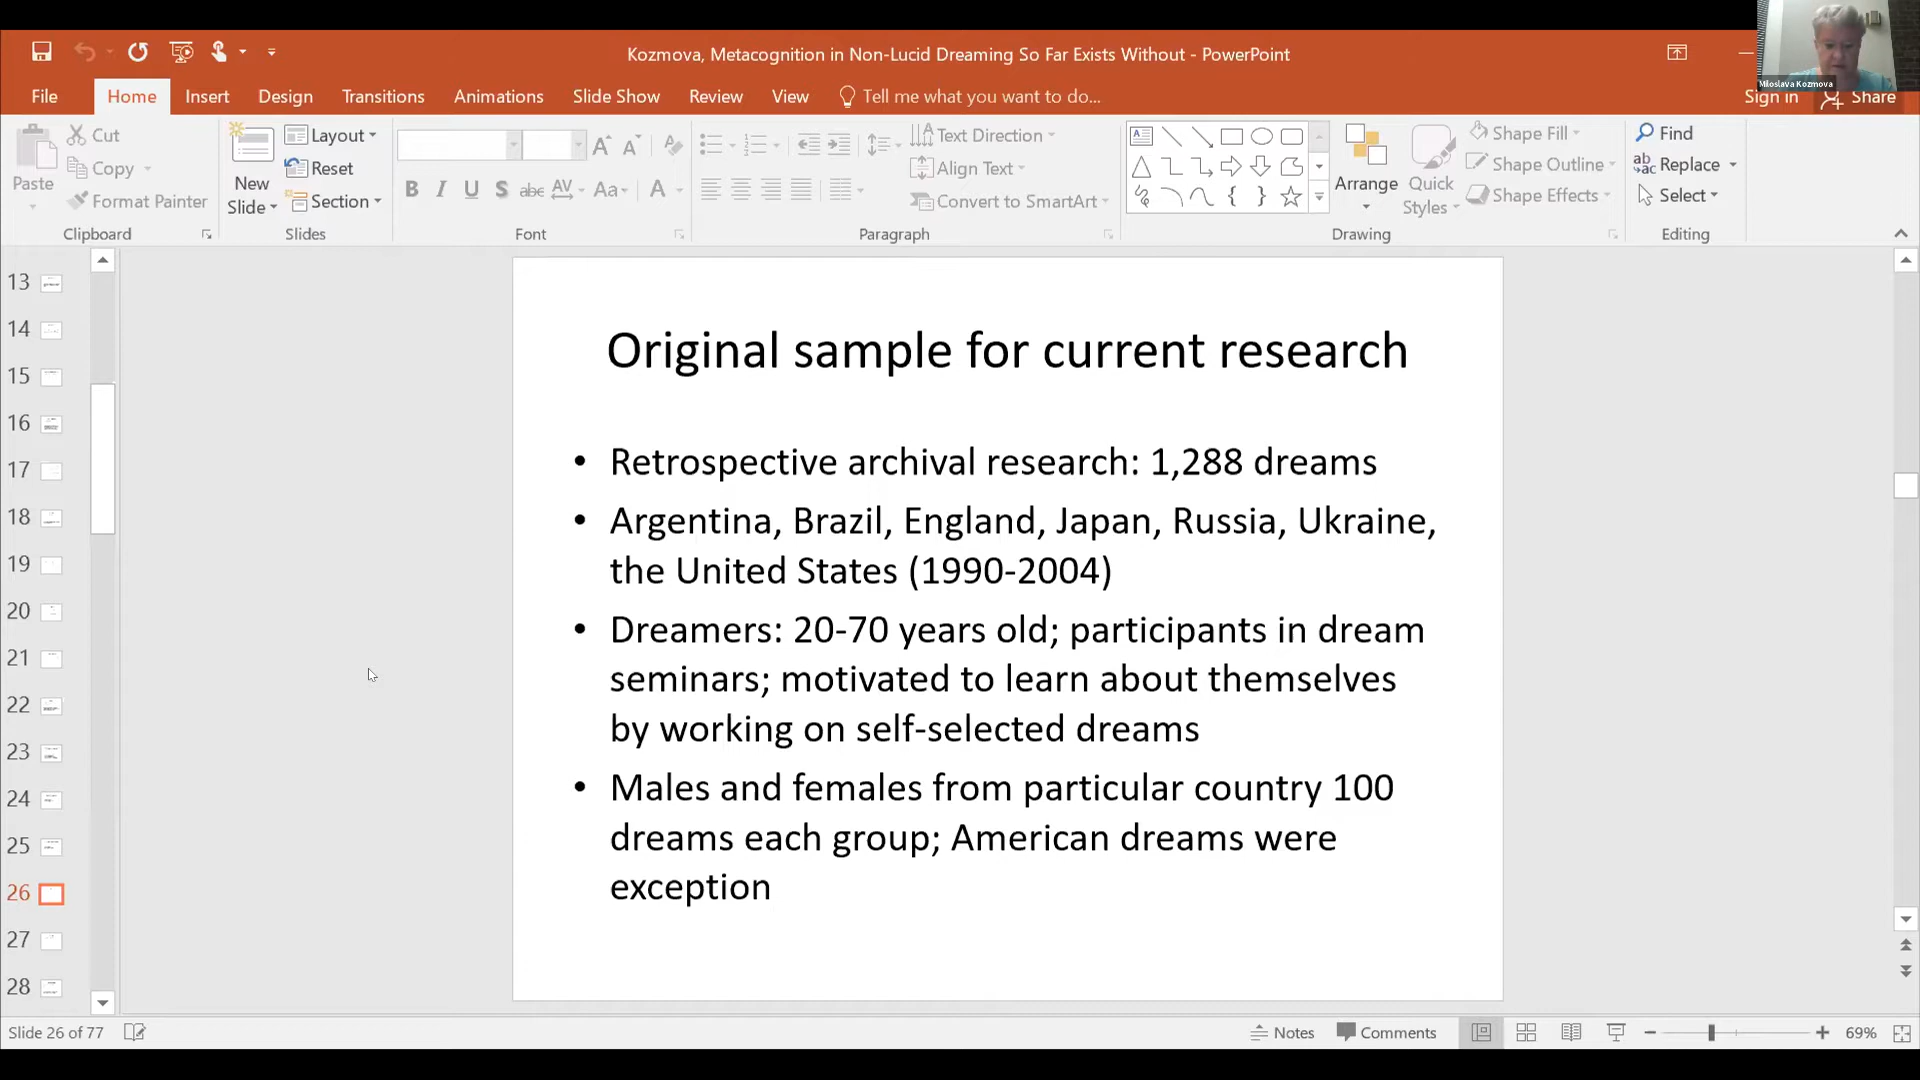 Kozmova, Metacognition in Non-Lucid Dreaming So Far Exists Without - PowerPoint
Miloslava Kozmova
File Home Insert Design Transitions Animations Slide Show Review View Tell me what you want to do... Sign in Share
Paste
Cut
Copy
Format Painter
Clipboard
New
Slide
Layout
Reset
Section
Slides
B I U S abc AV Aa A
Font
Text Direction
Align Text
Convert to SmartArt
Paragraph
Arrange
Quick
Styles
Shape Fill
Shape Outline
Shape Effects
Drawing
Find
Replace
Select
Editing
13
14
15
16
17
18
19
20
21
22
23
24
25
26
27
28
Original sample for current research
• Retrospective archival research: 1,288 dreams
• Argentina, Brazil, England, Japan, Russia, Ukraine,
the United States (1990-2004)
• Dreamers: 20-70 years old; participants in dream
seminars; motivated to learn about themselves
by working on self-selected dreams
• Males and females from particular country 100
dreams each group; American dreams were
exception
Slide 26 of 77
Notes Comments 69%